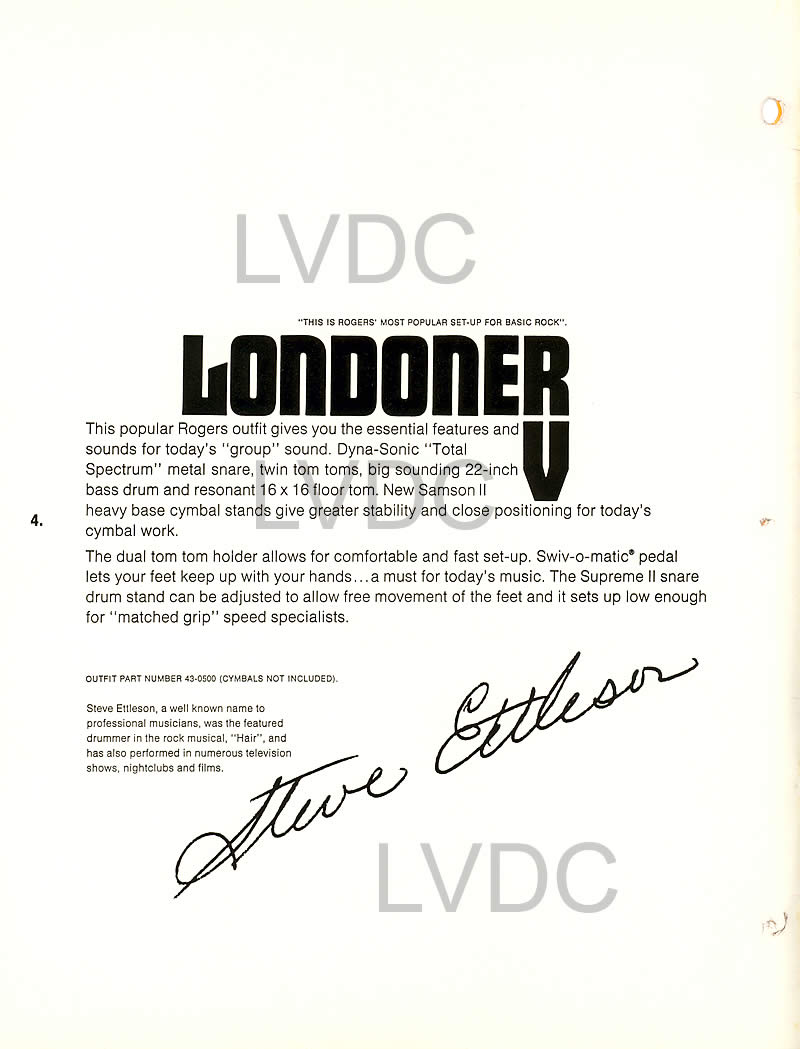 LVDC
"THIS IS ROGERS' MOST POPULAR SET-UP FOR BASIC ROCK".
LONDONER
V
This popular Rogers outfit gives you the essential features and
sounds for today's "group" sound. Dyna-Sonic "Total
Spectrum" metal snare, twin tom toms, big sounding 22-inch
bass drum and resonant 16 x 16 floor tom. New Samson II
heavy base cymbal stands give greater stability and close positioning for today's
cymbal work.
LVDC
4.
The dual tom tom holder allows for comfortable and fast set-up. Swiv-o-matic® pedal
lets your feet keep up with your hands...a must for today's music. The Supreme II snare
drum stand can be adjusted to allow free movement of the feet and it sets up low enough
for "matched grip" speed specialists.
OUTFIT PART NUMBER 43-0500 (CYMBALS NOT INCLUDED).
Steve Ettleson, a well known name to
professional musicians, was the featured
drummer in the rock musical, "Hair", and
has also performed in numerous television
shows, nightclubs and films.
Steve Ettleson
LVDC